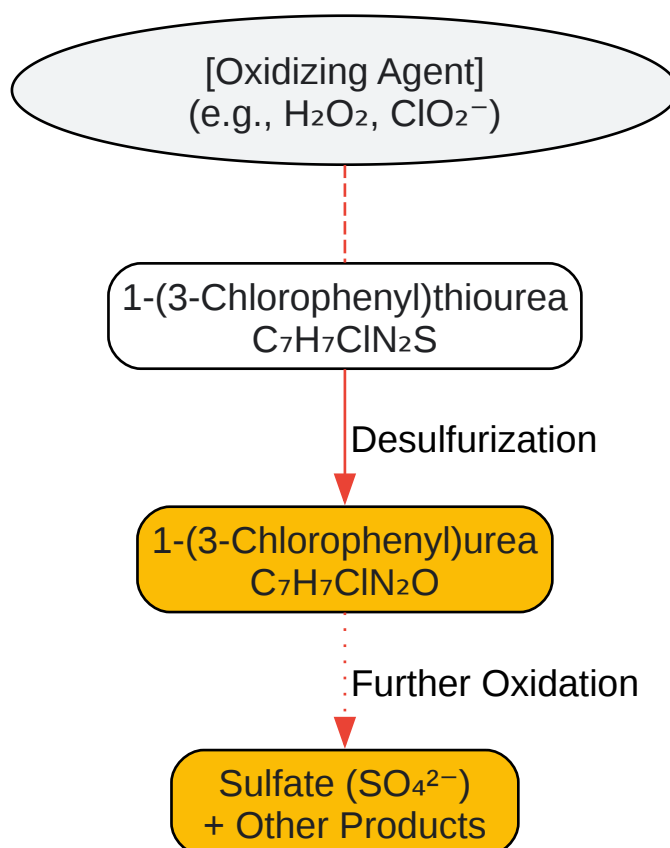 [Oxidizing Agent]
(e.g., H₂O₂, ClO₂⁻)
1-(3-Chlorophenyl)thiourea
C₇H₇ClN₂S
Desulfurization
1-(3-Chlorophenyl)urea
C₇H₇ClN₂O
Further Oxidation
Sulfate (SO₄²⁻)
+ Other Products